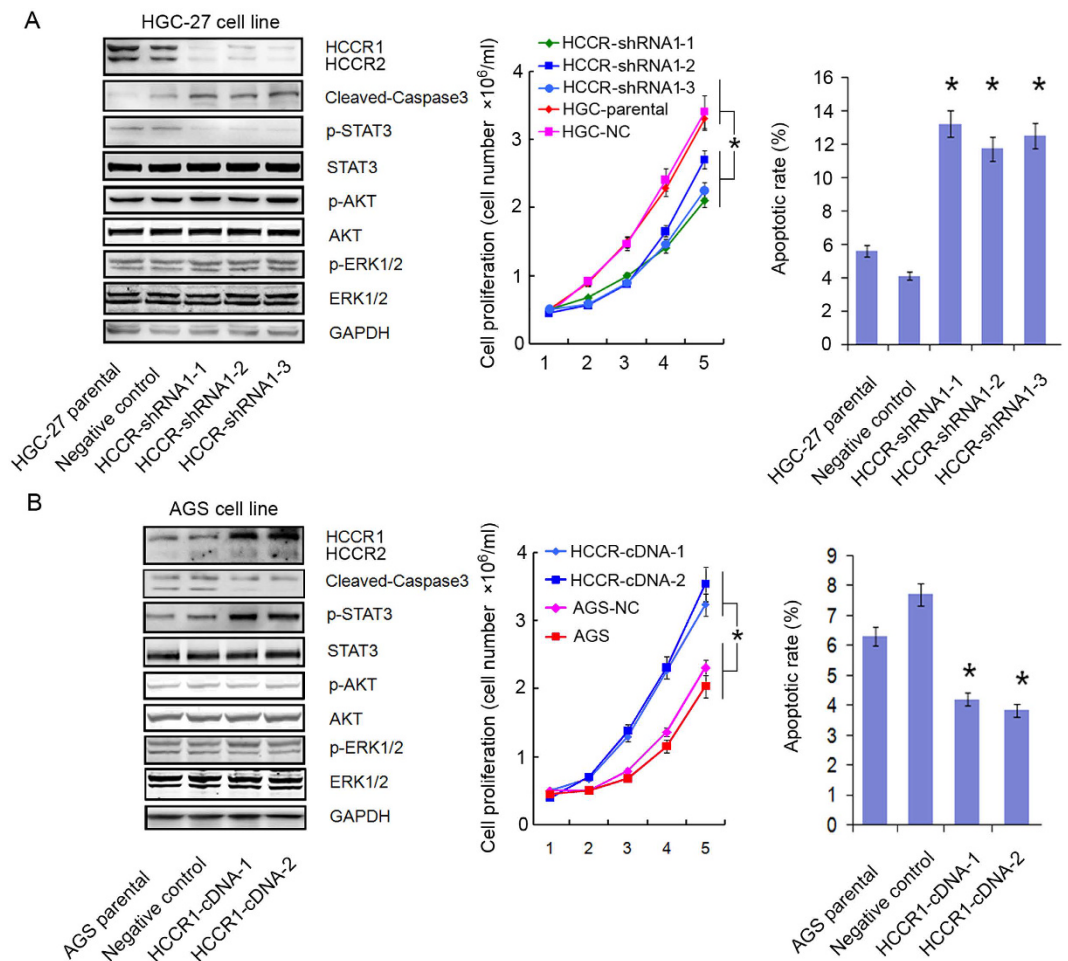 A
HGC-27 cell line
HCCR1
HCCR2
Cleaved-Caspase3
p-STAT3
STAT3
p-AKT
AKT
p-ERK1/2
ERK1/2
GAPDH
HGC-27 parental
Negative control
HCCR-shRNA1-1
HCCR-shRNA1-2
HCCR-shRNA1-3
Cell proliferation (cell number ×10⁶/ml)
4
3
2
1
0
1 2 3 4 5
HCCR-shRNA1-1
HCCR-shRNA1-2
HCCR-shRNA1-3
HGC-parental
HGC-NC
*
Apoptotic rate (%)
16
14
12
10
8
6
4
2
0
* * *
HGC-27 parental
Negative control
HCCR-shRNA1-1
HCCR-shRNA1-2
HCCR-shRNA1-3
B
AGS cell line
HCCR1
HCCR2
Cleaved-Caspase3
p-STAT3
STAT3
p-AKT
AKT
p-ERK1/2
ERK1/2
GAPDH
AGS parental
Negative control
HCCR1-cDNA-1
HCCR1-cDNA-2
Cell proliferation (cell number ×10⁶/ml)
4
3
2
1
0
1 2 3 4 5
HCCR-cDNA-1
HCCR-cDNA-2
AGS-NC
AGS
*
Apoptotic rate (%)
9
8
7
6
5
4
3
2
1
0
* *
AGS parental
Negative control
HCCR1-cDNA-1
HCCR1-cDNA-2